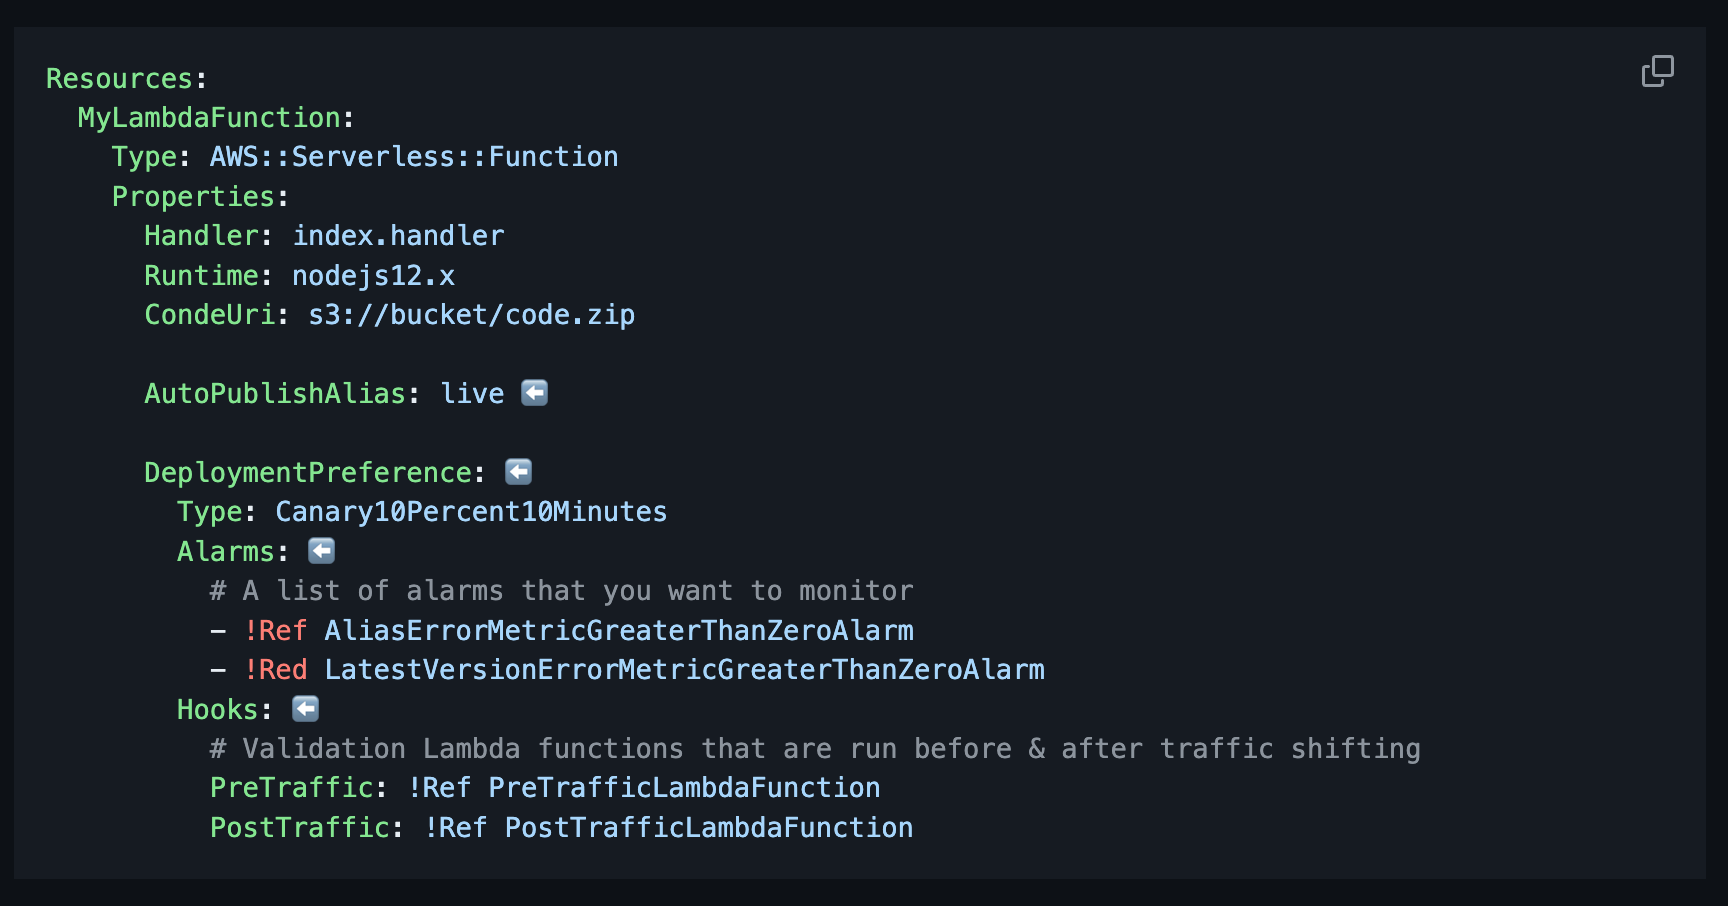 Resources:
MyLambdaFunction:
Type: AWS::Serverless::Function
Properties:
Handler: index.handler
Runtime: nodejs12.x
CondeUri: s3://bucket/code.zip
AutoPublishAlias: live ⬅️
DeploymentPreference: ⬅️
Type: Canary10Percent10Minutes
Alarms: ⬅️
# A list of alarms that you want to monitor
- !Ref AliasErrorMetricGreaterThanZeroAlarm
- !Red LatestVersionErrorMetricGreaterThanZeroAlarm
Hooks: ⬅️
# Validation Lambda functions that are run before & after traffic shifting
PreTraffic: !Ref PreTrafficLambdaFunction
PostTraffic: !Ref PostTrafficLambdaFunction